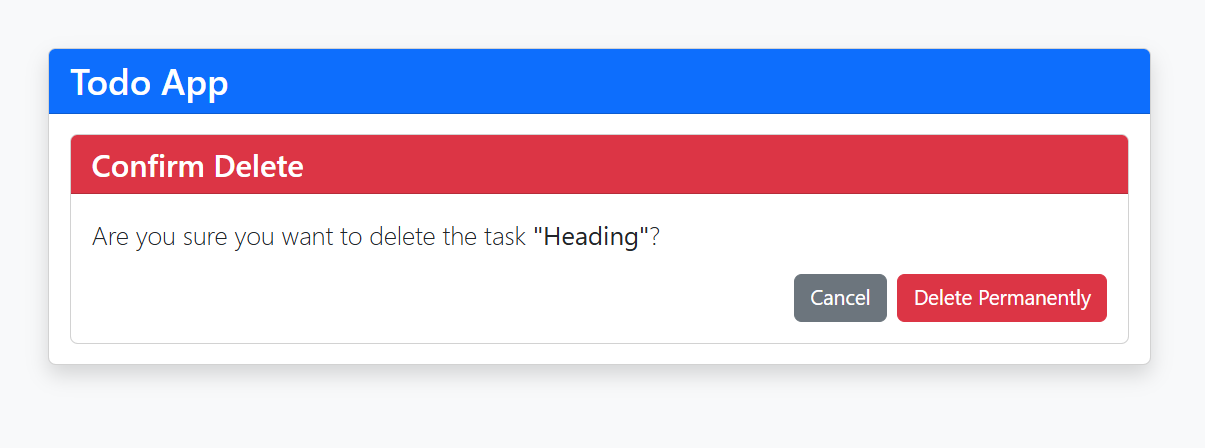 Todo App
Confirm Delete
Are you sure you want to delete the task "Heading"?
Cancel Delete Permanently